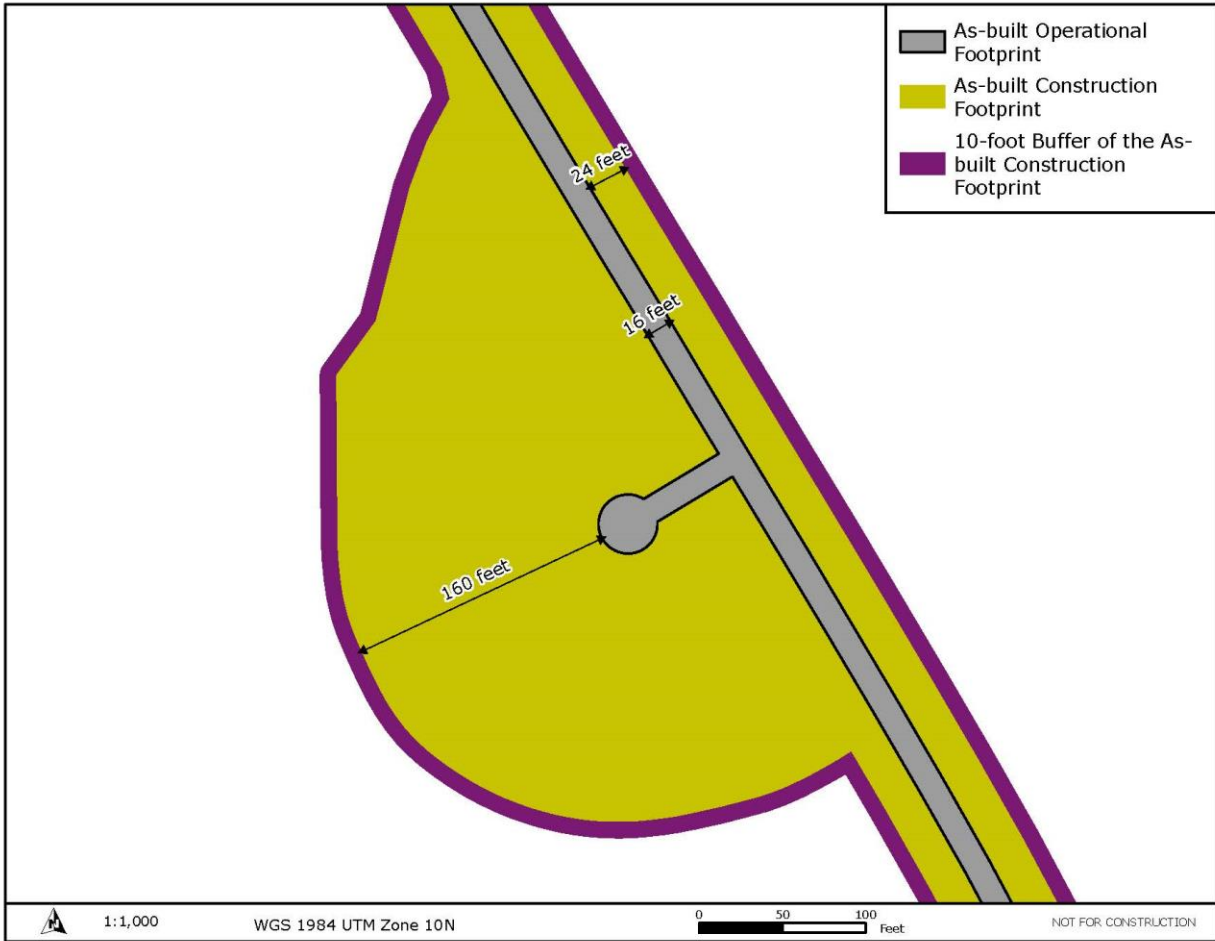 As-built Operational
Footprint
As-built Construction
Footprint
10-foot Buffer of the As-
built Construction
Footprint
24 feet
16 feet
160 feet
N
1:1,000
WGS 1984 UTM Zone 10N
0 50 100
Feet
NOT FOR CONSTRUCTION